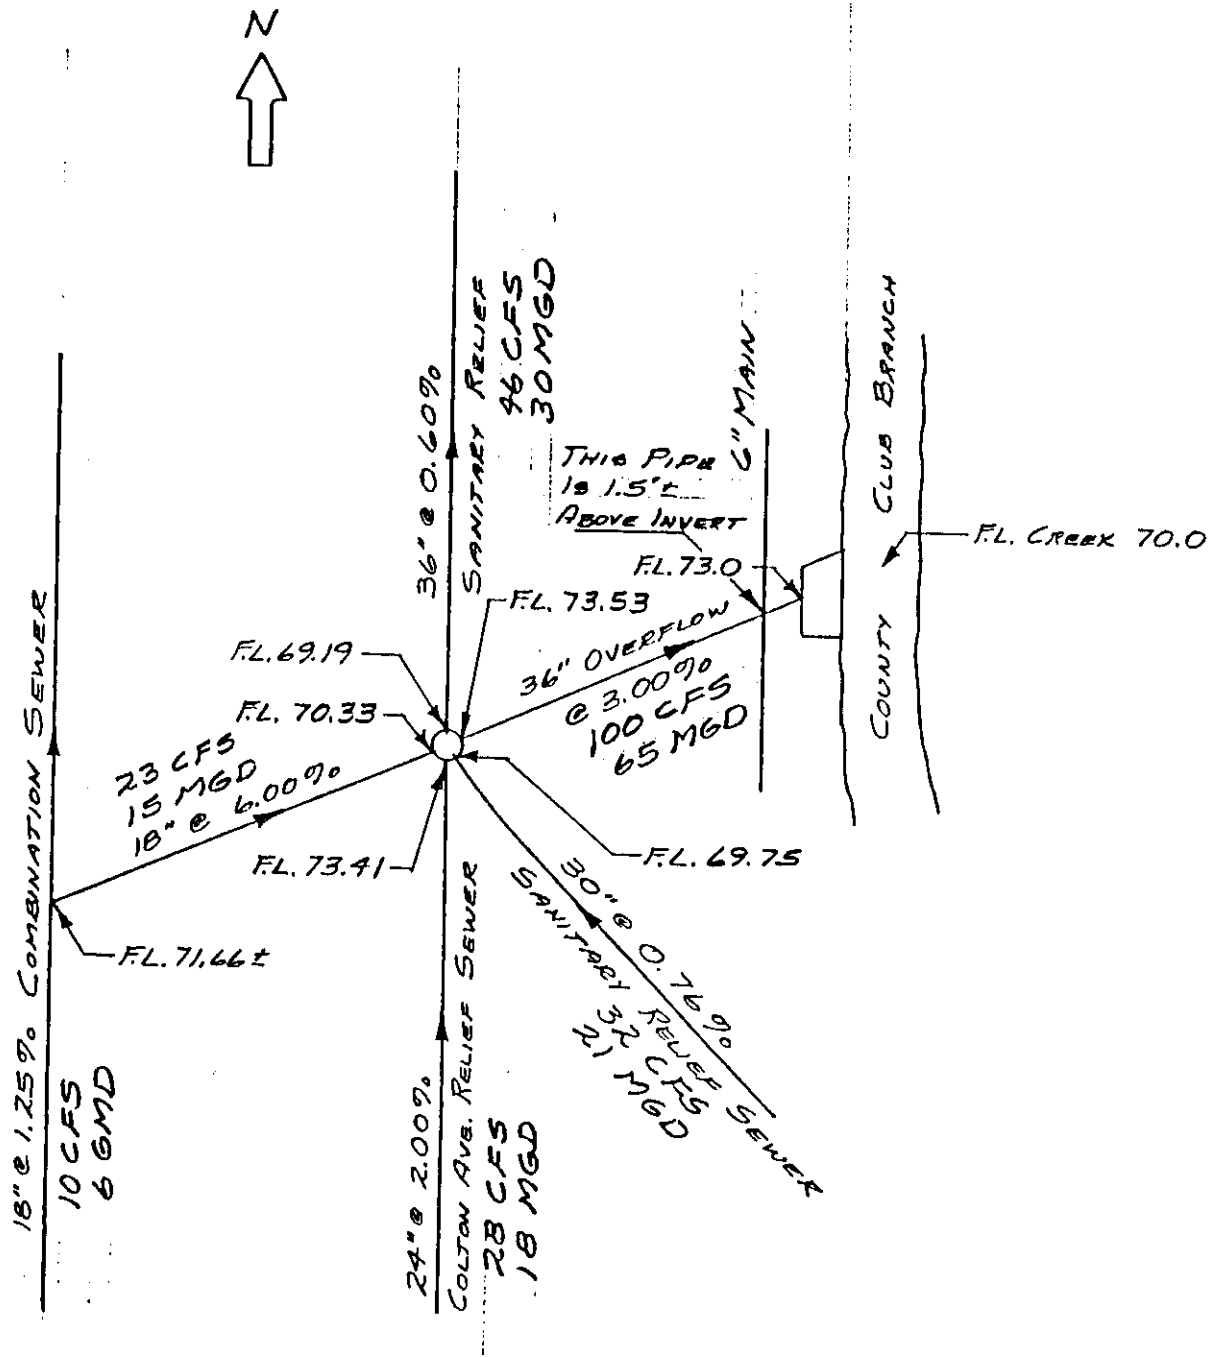 N
36" @ 0.60%
SANITARY RELIEF
46 CFS
30 MGD
THIS PIPE
IS 1.5'±
ABOVE INVERT
6" MAIN
COUNTY CLUB BRANCH
F.L. CREEK 70.0
F.L. 73.0
F.L. 73.53
F.L. 69.19
F.L. 70.33
36" OVERFLOW
@ 3.00%
100 CFS
65 MGD
23 CFS
15 MGD
18" @ 6.00%
F.L. 73.41
F.L. 69.75
F.L. 71.66±
18" @ 1.25% COMBINATION SEWER
10 CFS
6 GMD
24" @ 2.00%
COLTON AVE. RELIEF SEWER
28 CFS
18 MGD
30" @ 0.76%
SANITARY RELIEF SEWER
32 CFS
21 MGD